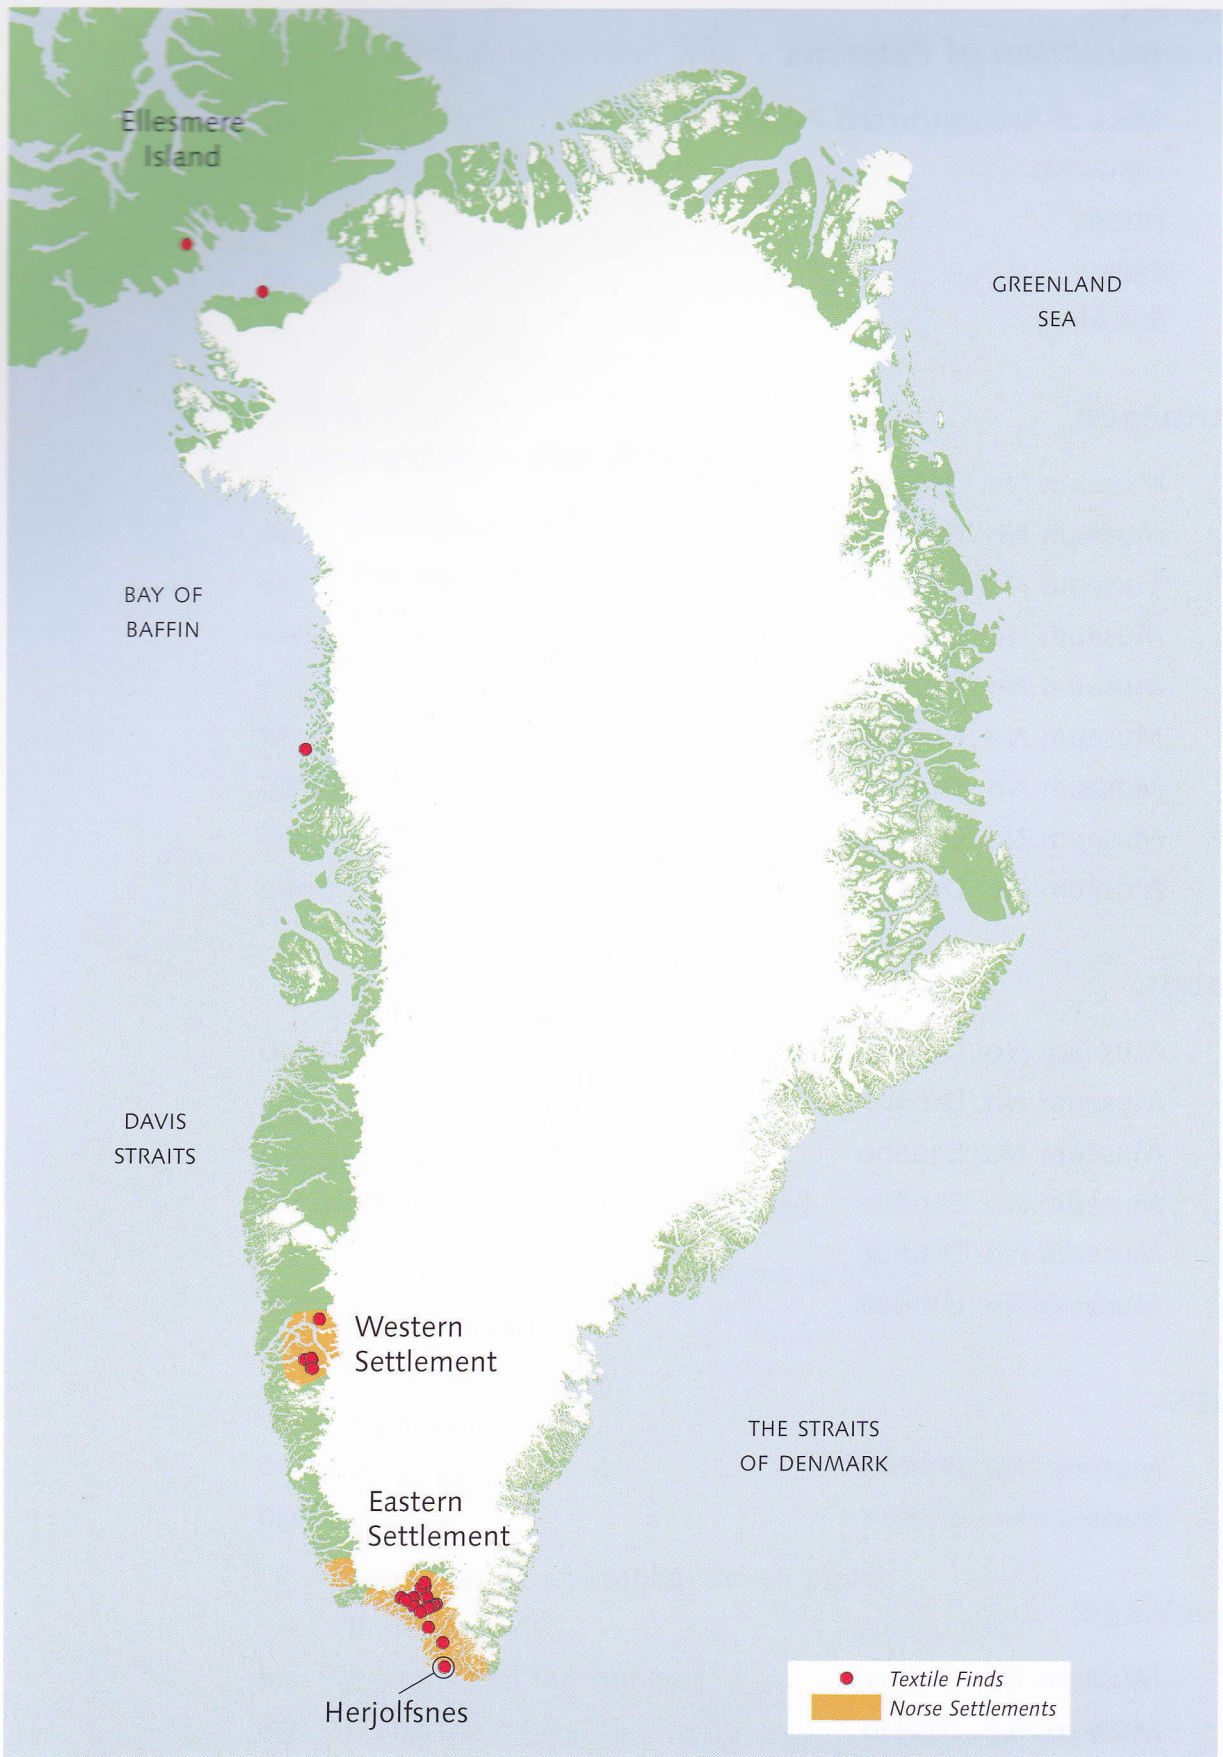 Ellesmere
Island
GREENLAND
SEA
BAY OF
BAFFIN
DAVIS
STRAITS
Western
Settlement
THE STRAITS
OF DENMARK
Eastern
Settlement
Herjolfsnes
Textile Finds
Norse Settlements